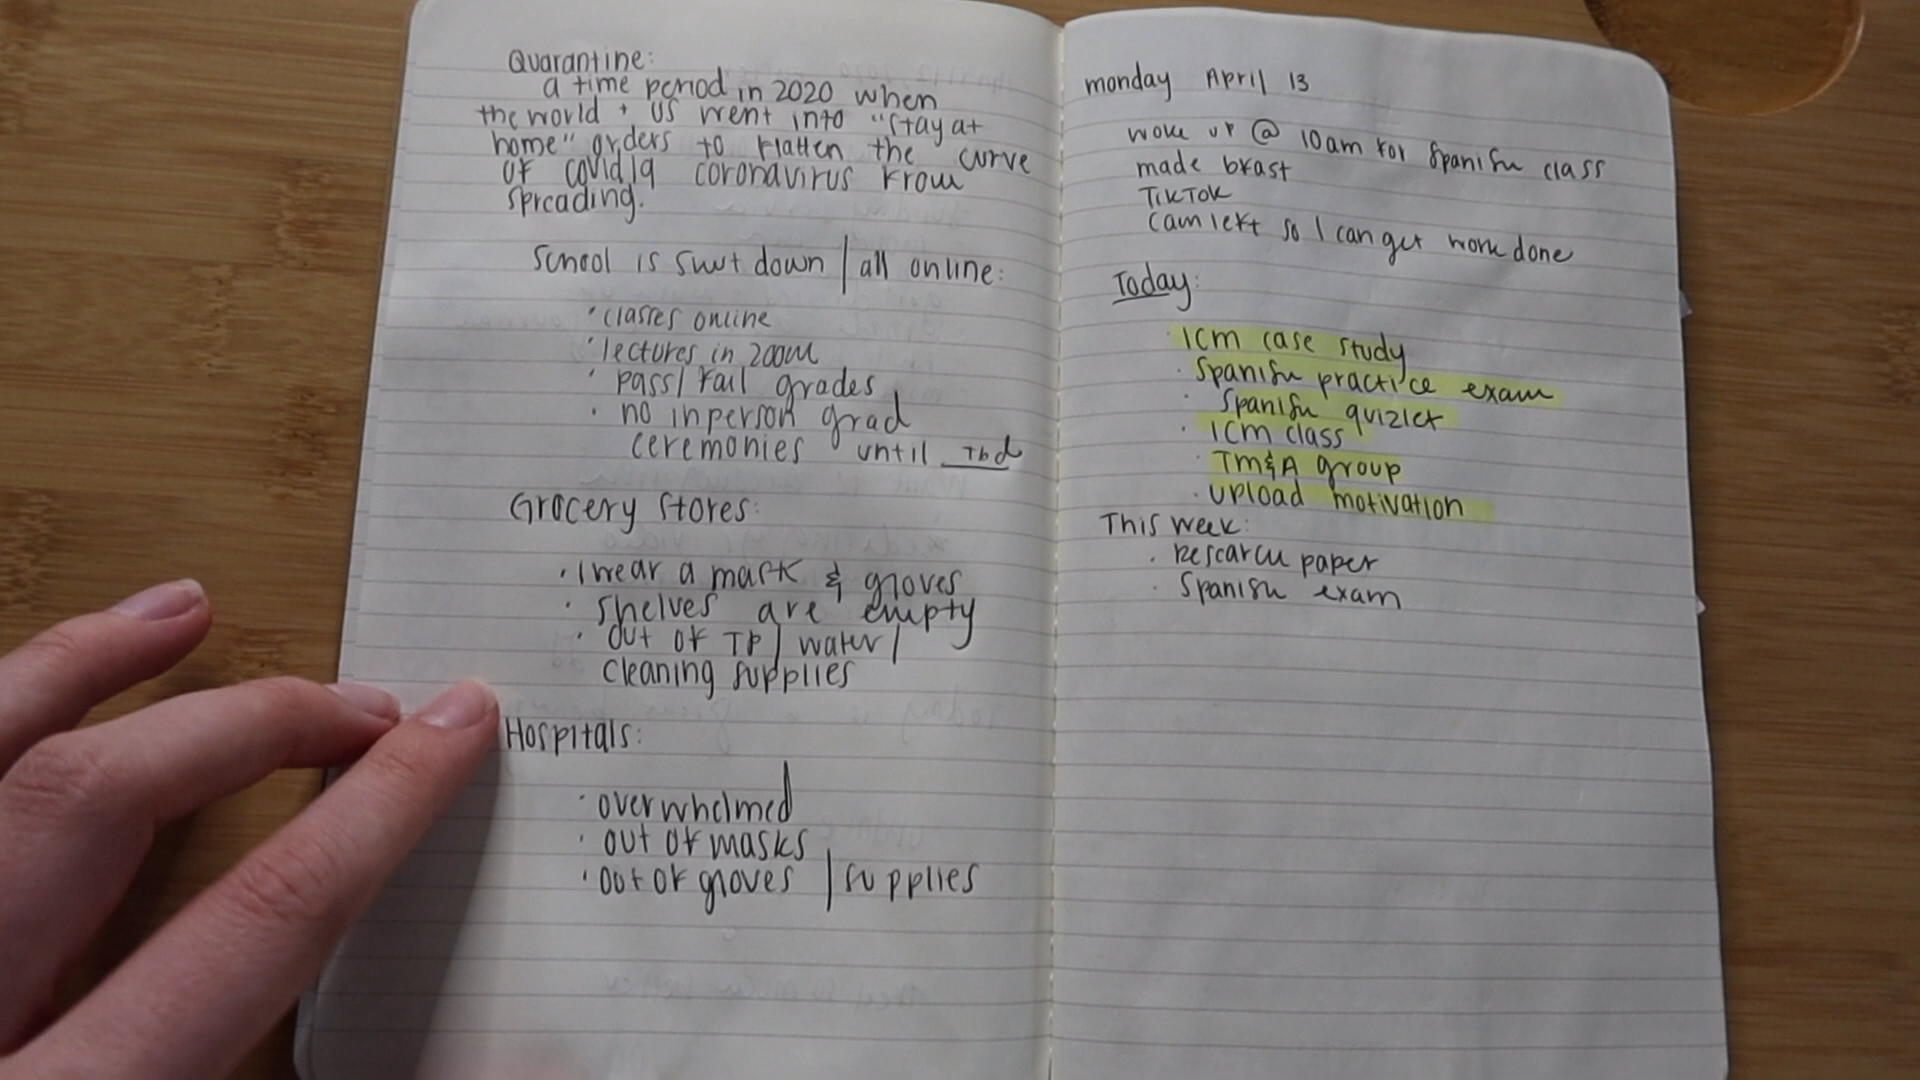 Quarantine:
a time period in 2020 when
the world + US went into "stay at
home" orders to flatten the curve
of covid19 coronavirus from
spreading.
School is shut down | all online:
· classes online
· lectures in zoom
· pass/fail grades
· no inperson grad
ceremonies until tbd
Grocery stores:
· I wear a mask & gloves
· shelves are empty
· out of TP / water /
cleaning supplies
Hospitals:
· overwhelmed
· out of masks
· out of gloves | supplies
monday April 13
woke up @ 10am for Spanish class
made bfast
TikTok
Cam left so I can get work done
Today:
· ICM case study
· Spanish practice exam
· Spanish quizlet
· ICM class
· TM&A group
· upload motivation
This week:
· Research paper
· Spanish exam